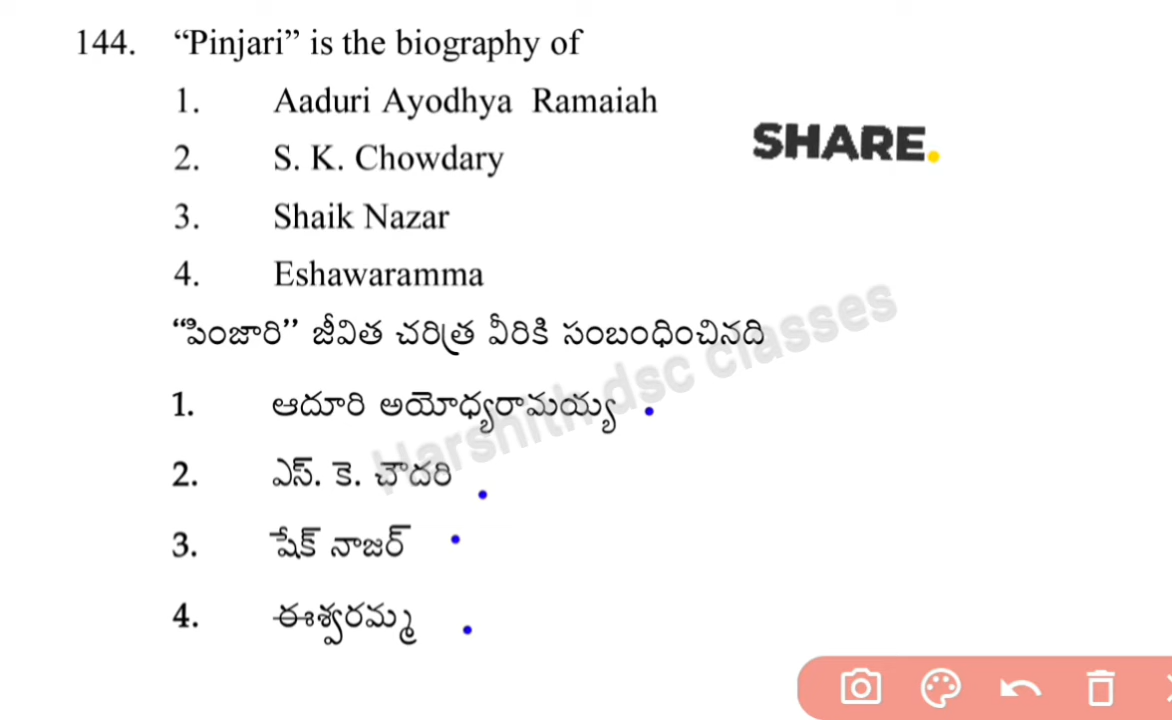 144. “Pinjari” is the biography of
1. Aaduri Ayodhya Ramaiah
SHARE.
2. S. K. Chowdary
3. Shaik Nazar
4. Eshawaramma
“పింజారి” జీవిత చరిత్ర వీరికి సంబంధించినది
Harshith dsc classes
1. ఆదూరి అయోధ్యరామయ్య
2. ఎస్. కె. చౌదరి
3. షేక్ నాజర్
4. ఈశ్వరమ్మ